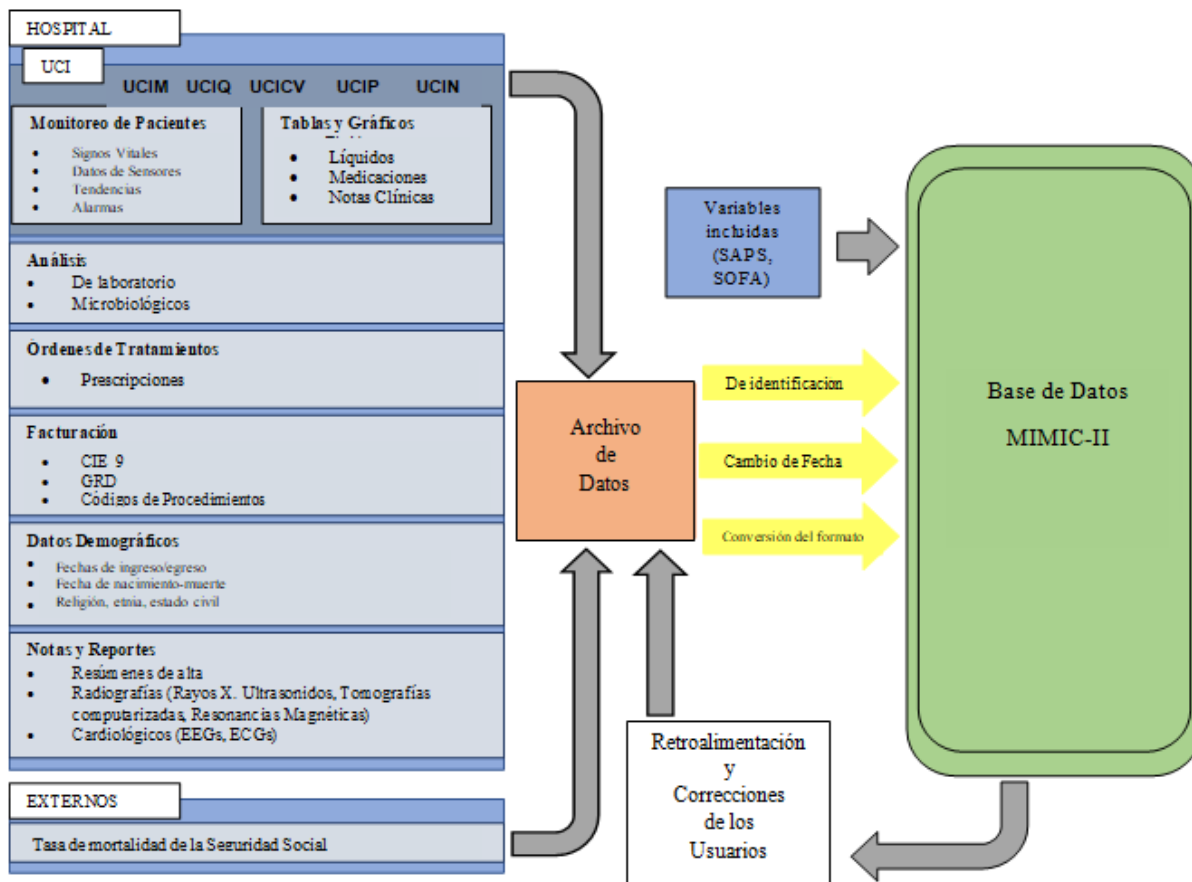 HOSPITAL
UCI
UCIM UCIQ UCICV UCIP UCIN
Monitoreo de Pacientes
• Signos Vitales
• Datos de Sensores
• Tendencias
• Alarmas
Tablas y Gráficos
• Líquidos
• Medicaciones
• Notas Clínicas
Análisis
• De laboratorio
• Microbiológicos
Órdenes de Tratamientos
• Prescripciones
Facturación
• CIE 9
• GRD
• Códigos de Procedimientos
Datos Demográficos
• Fechas de ingreso/egreso
• Fecha de nacimiento-muerte
• Religión, etnia, estado civil
Notas y Reportes
• Resúmenes de alta
• Radiografías (Rayos X. Ultrasonidos, Tomografías
computarizadas, Resonancias Magnéticas)
• Cardiológicos (EEGs, ECGs)
EXTERNOS
Tasa de mortalidad de la Seguridad Social
Archivo
de
Datos
Variables
incluidas
(SAPS,
SOFA)
De identificacion
Cambio de Fecha
Conversión del formato
Base de Datos
MIMIC-II
Retroalimentación
y
Correcciones
de los
Usuarios